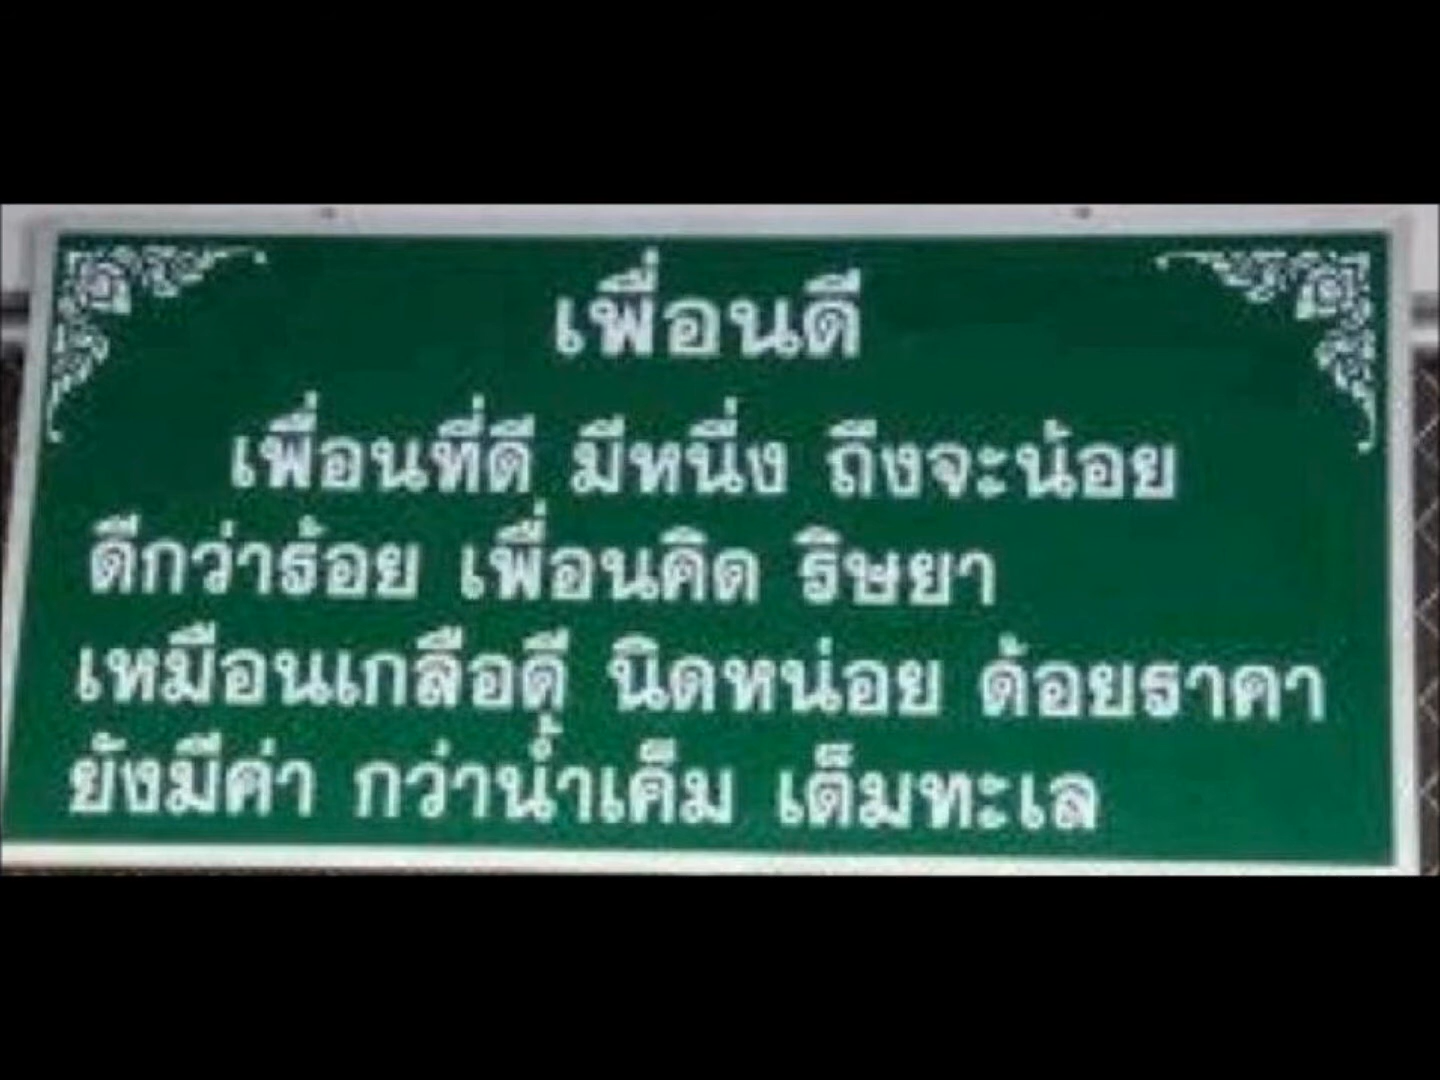 เพื่อนดี
เพื่อนที่ดี มีหนึ่ง ถึงจะน้อย
ดีกว่าร้อย เพื่อนคิด ริษยา
เหมือนเกลือดี นิดหน่อย ด้อยราคา
ยังมีค่า กว่าน้ำเค็ม เต็มทะเล